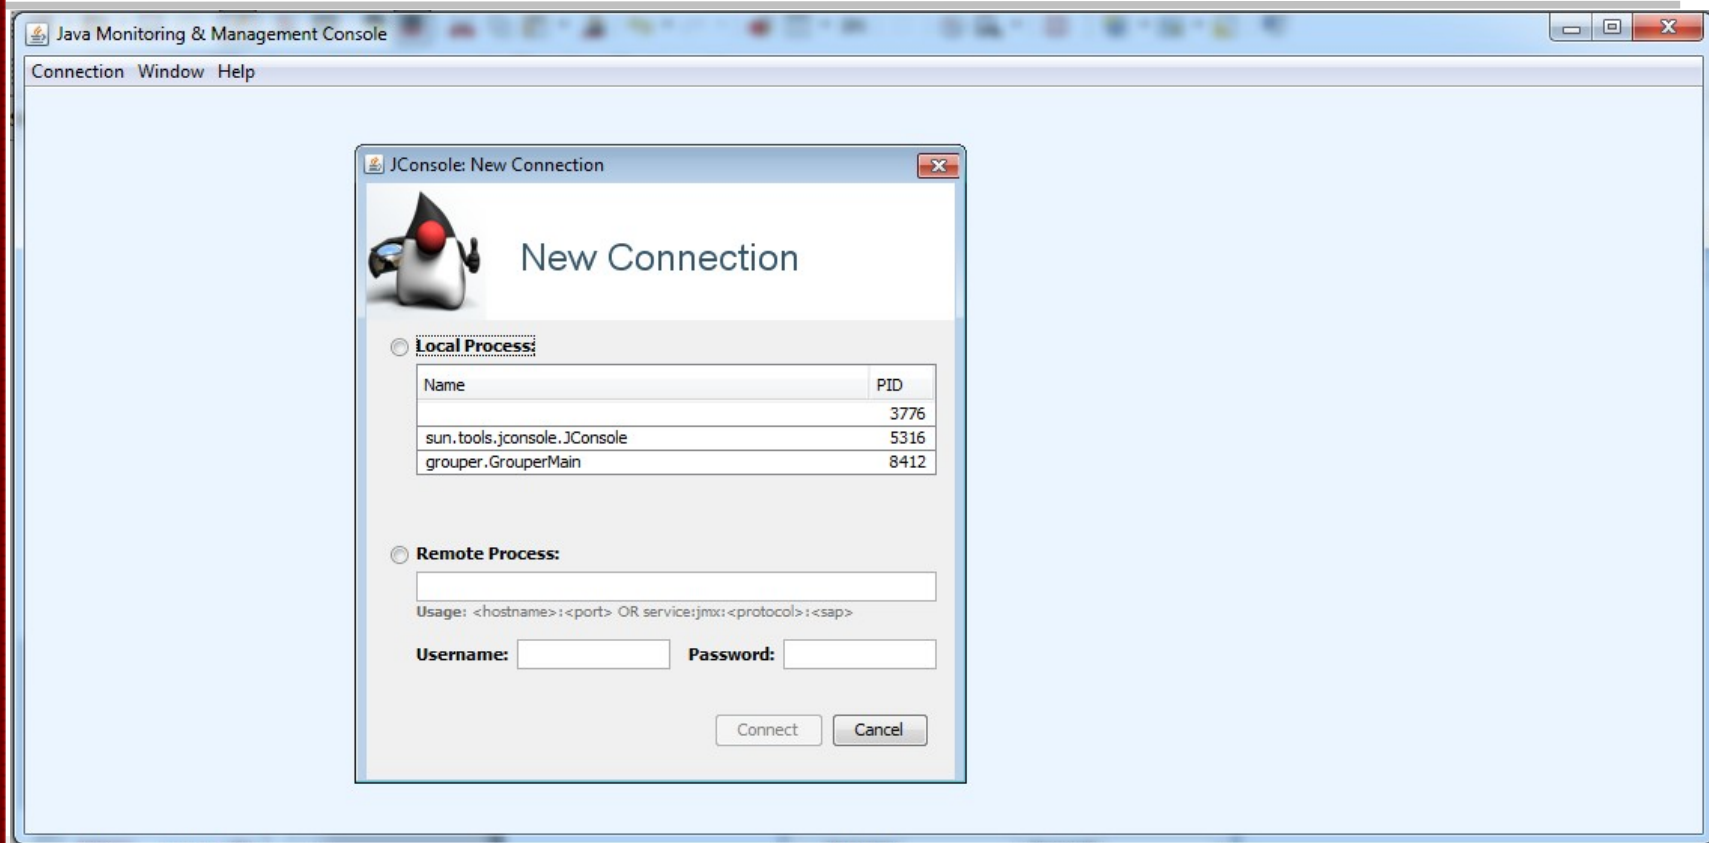 Java Monitoring & Management Console
Connection Window Help
JConsole: New Connection
New Connection
Local Process:
Name PID
3776
sun.tools.jconsole.JConsole 5316
grouper.GrouperMain 8412
Remote Process:
Usage: <hostname>:<port> OR service:jmx:<protocol>:<sap>
Username: Password:
Connect Cancel